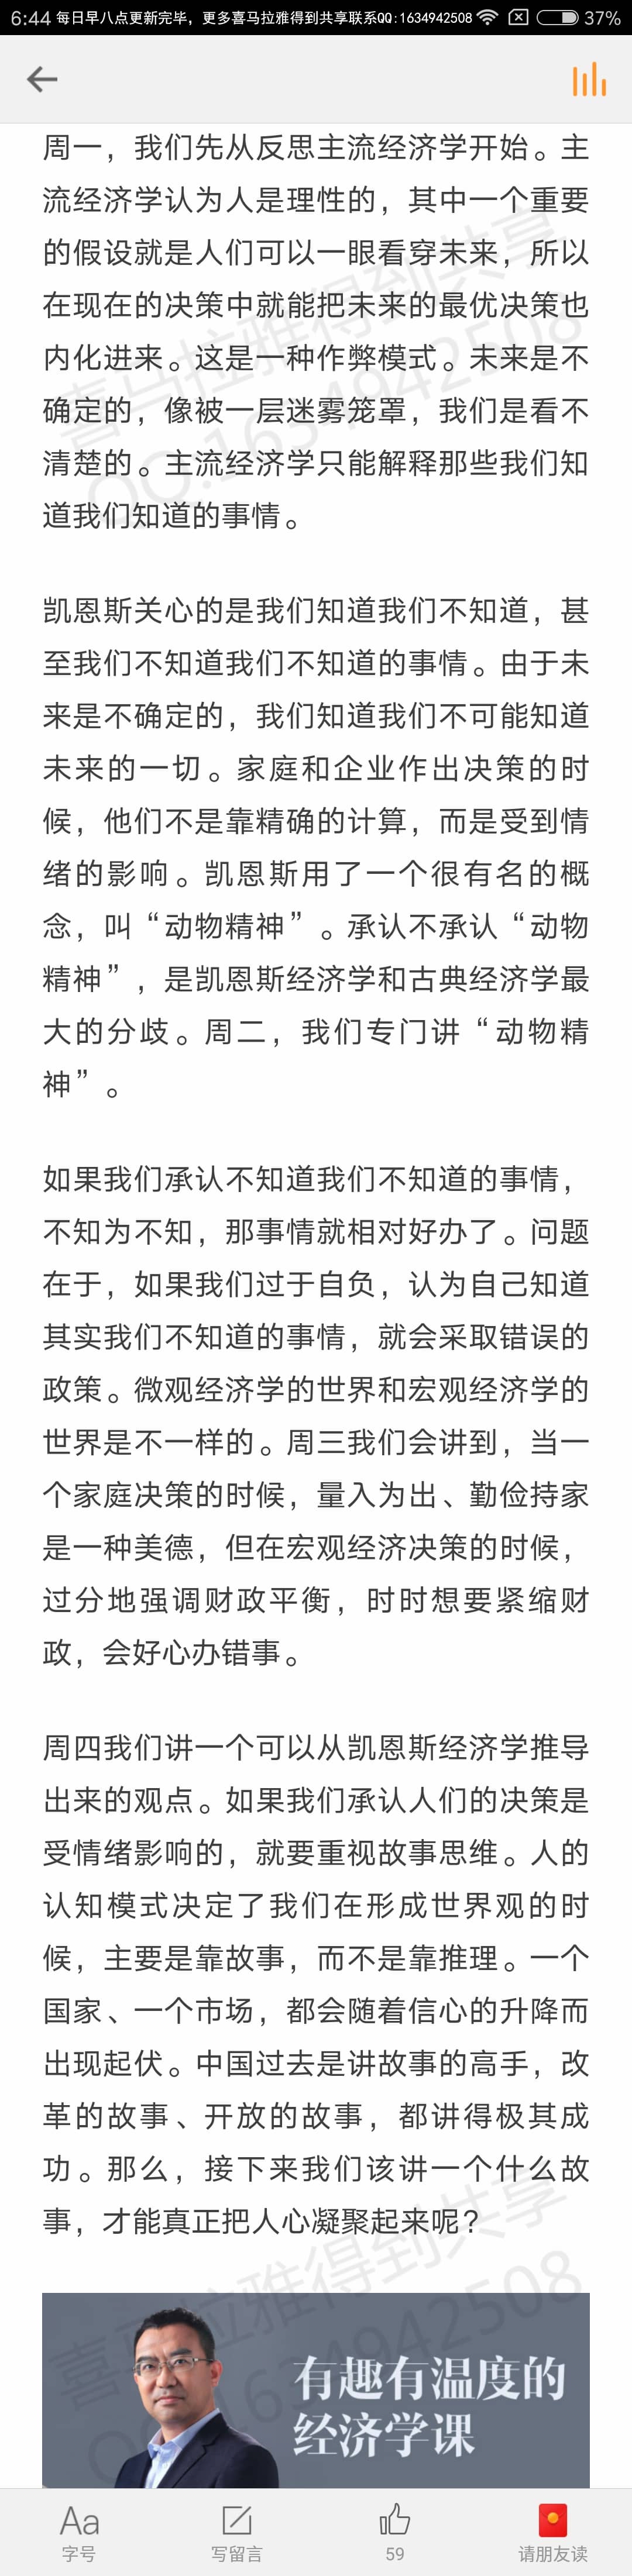 6:44 每日早八点更新完毕，更多喜马拉雅得到共享联系QQ:1634942508 37%
周一，我们先从反思主流经济学开始。主
流经济学认为人是理性的，其中一个重要
的假设就是人们可以一眼看穿未来，所以
在现在的决策中就能把未来的最优决策也
内化进来。这是一种作弊模式。未来是不
确定的，像被一层迷雾笼罩，我们是看不
清楚的。主流经济学只能解释那些我们知
道我们知道的事情。
喜马拉雅得到共享
QQ:1634942508
凯恩斯关心的是我们知道我们不知道，甚
至我们不知道我们不知道的事情。由于未
来是不确定的，我们知道我们不可能知道
未来的一切。家庭和企业作出决策的时
候，他们不是靠精确的计算，而是受到情
绪的影响。凯恩斯用了一个很有名的概
念，叫“动物精神”。承认不承认“动物
精神”，是凯恩斯经济学和古典经济学最
大的分歧。周二，我们专门讲“动物精
神”。
如果我们承认不知道我们不知道的事情，
不知为不知，那事情就相对好办了。问题
在于，如果我们过于自负，认为自己知道
其实我们不知道的事情，就会采取错误的
政策。微观经济学的世界和宏观经济学的
世界是不一样的。周三我们会讲到，当一
个家庭决策的时候，量入为出、勤俭持家
是一种美德，但在宏观经济决策的时候，
过分地强调财政平衡，时时想要紧缩财
政，会好心办错事。
周四我们讲一个可以从凯恩斯经济学推导
出来的观点。如果我们承认人们的决策是
受情绪影响的，就要重视故事思维。人的
认知模式决定了我们在形成世界观的时
候，主要是靠故事，而不是靠推理。一个
国家、一个市场，都会随着信心的升降而
出现起伏。中国过去是讲故事的高手，改
革的故事、开放的故事，都讲得极其成
功。那么，接下来我们该讲一个什么故
事，才能真正把人心凝聚起来呢？
喜马拉雅得到共享
QQ:1634942508
有趣有温度的
经济学课
Aa
字号 写留言 59 请朋友读